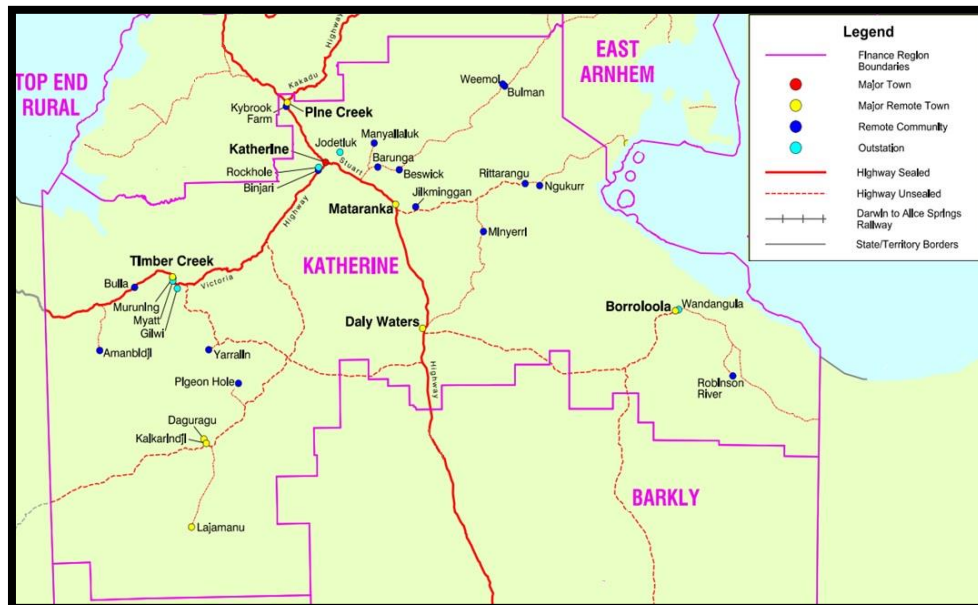 TOP END
RURAL
EAST
ARNHEM
Kakadu
Highway
Highway
Weemol
Bulman
Kybrook
Farm
Pine Creek
Jodetluk
Manyallaluk
Katherine
Stuart
Barunga
Rockhole
Beswick
Binjari
Rittarangu
Ngukurr
Jilkminggan
Mataranka
Highway
Minyerri
KATHERINE
Timber Creek
Victoria
Bulla
Muruning
Myatt
Gilwi
Daly Waters
Borroloola
Wandangula
Amanbidji
Yarralin
Pigeon Hole
Highway
Robinson
River
Daguragu
Kalkarindji
BARKLY
Lajamanu
Legend
Finance Region
Boundaries
Major Town
Major Remote Town
Remote Community
Outstation
Highway Sealed
Highway Unsealed
Darwin to Alice Springs
Railway
State/Territory Borders